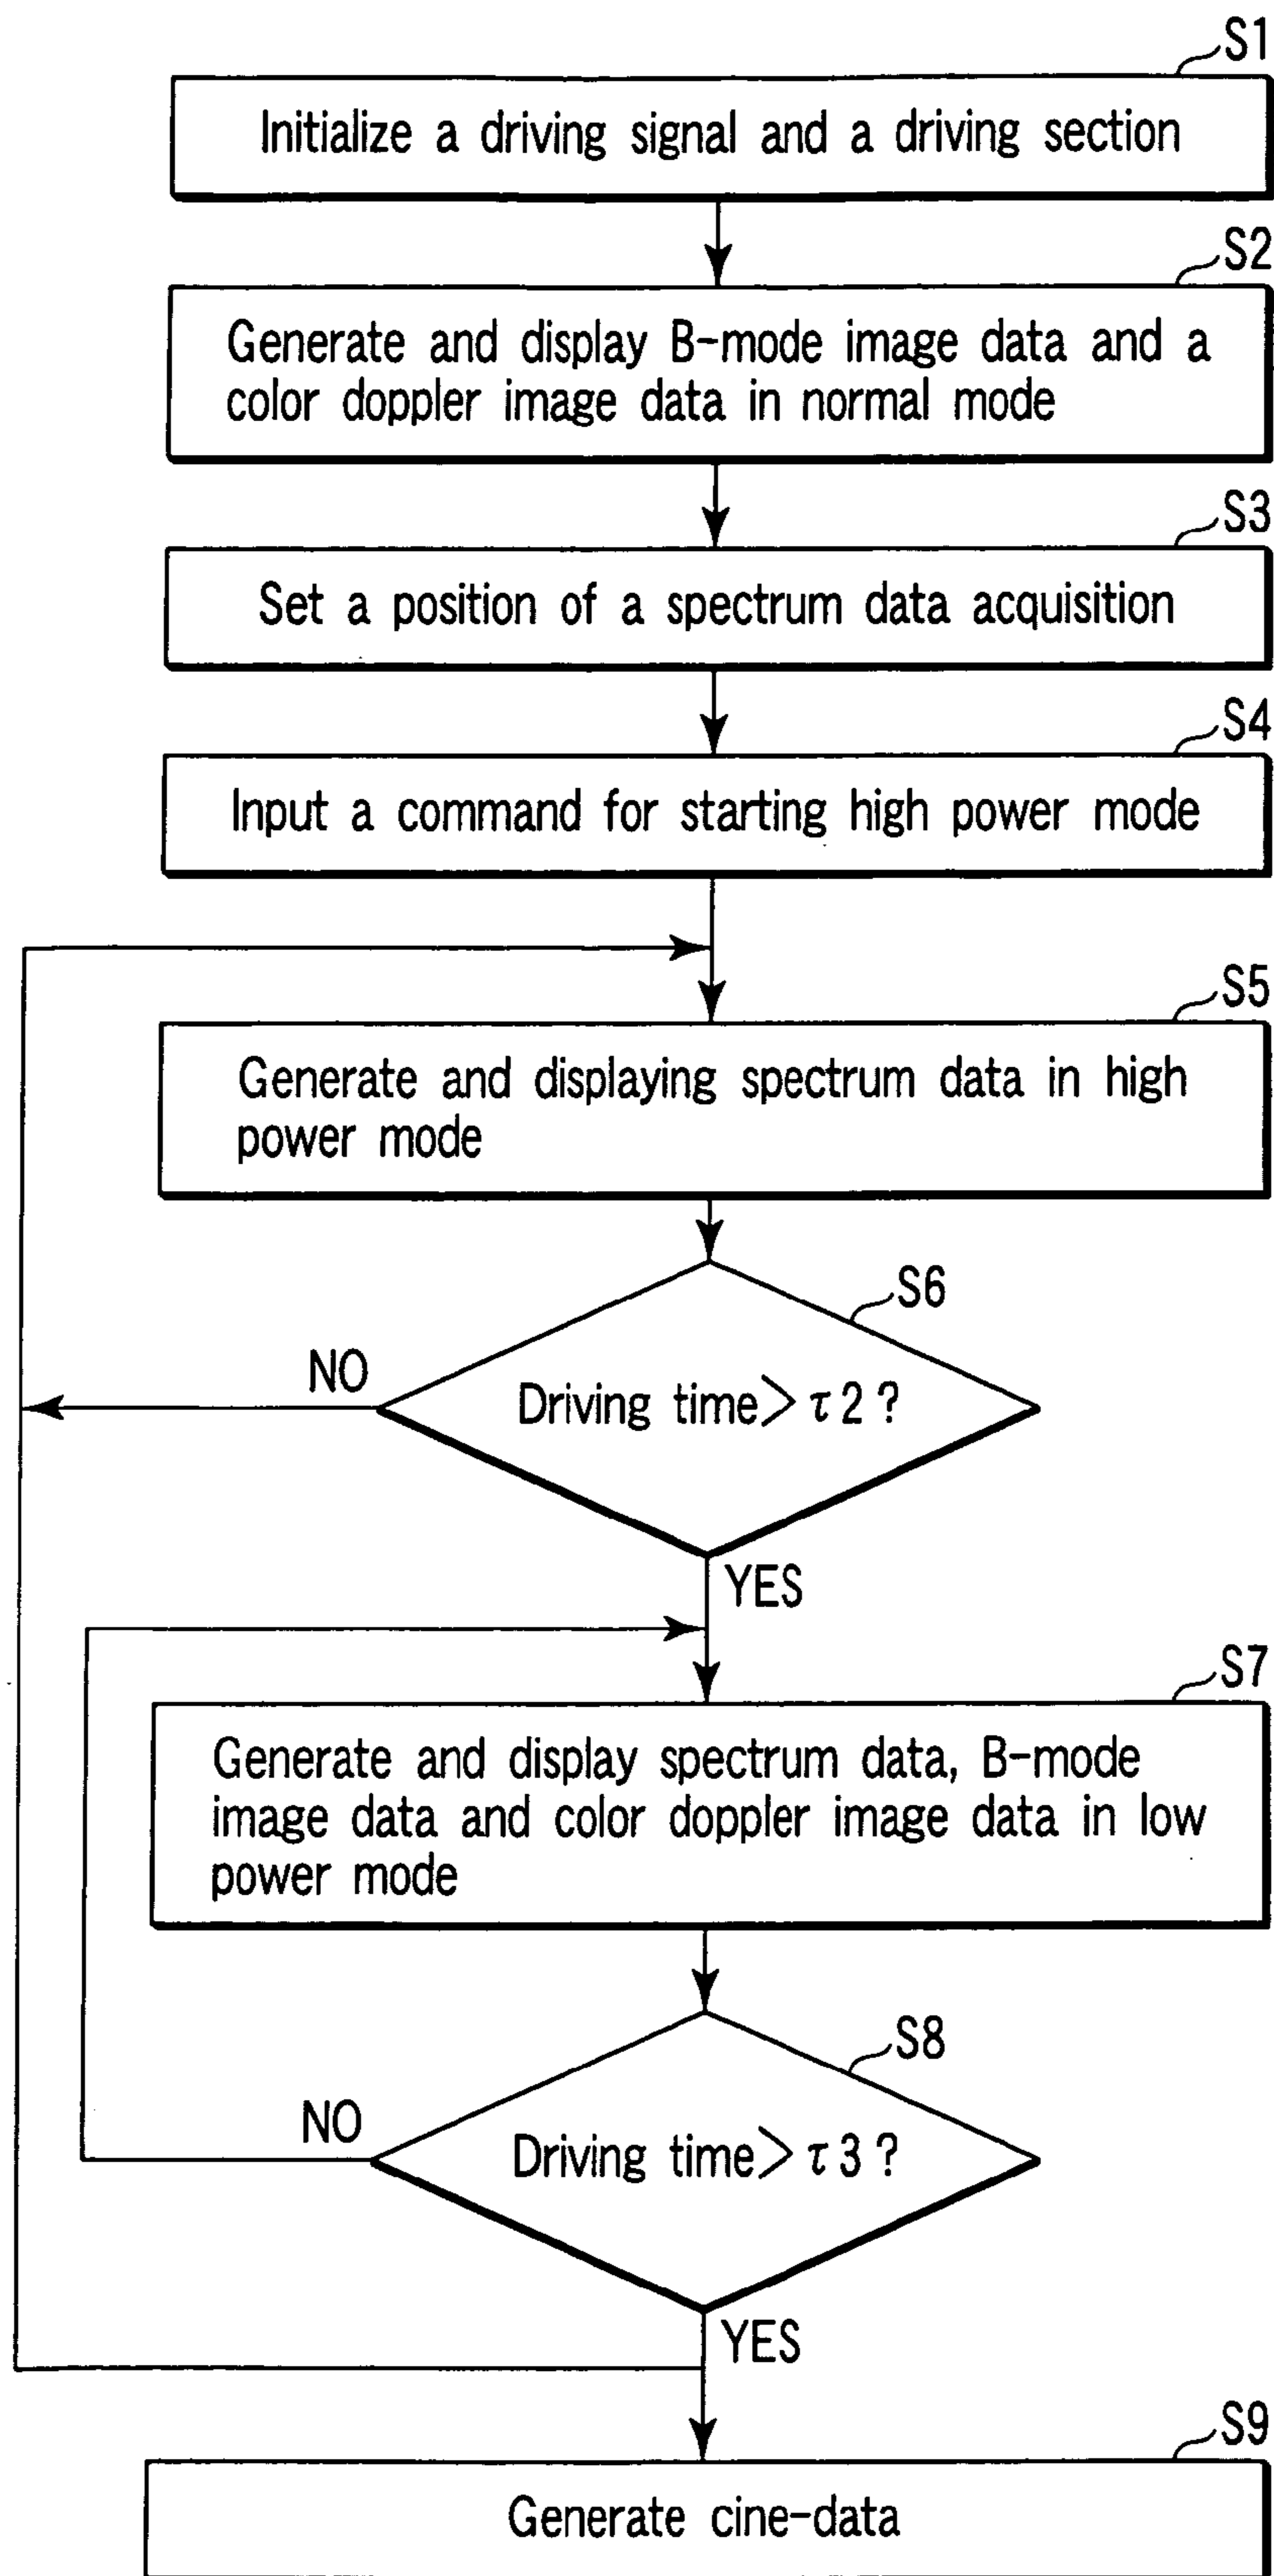 S1
Initialize a driving signal and a driving section
S2
Generate and display B-mode image data and a
color doppler image data in normal mode
S3
Set a position of a spectrum data acquisition
S4
Input a command for starting high power mode
S5
Generate and displaying spectrum data in high
power mode
S6
NO
Driving time> τ2?
YES
S7
Generate and display spectrum data, B-mode
image data and color doppler image data in low
power mode
S8
NO
Driving time> τ3?
YES
S9
Generate cine-data